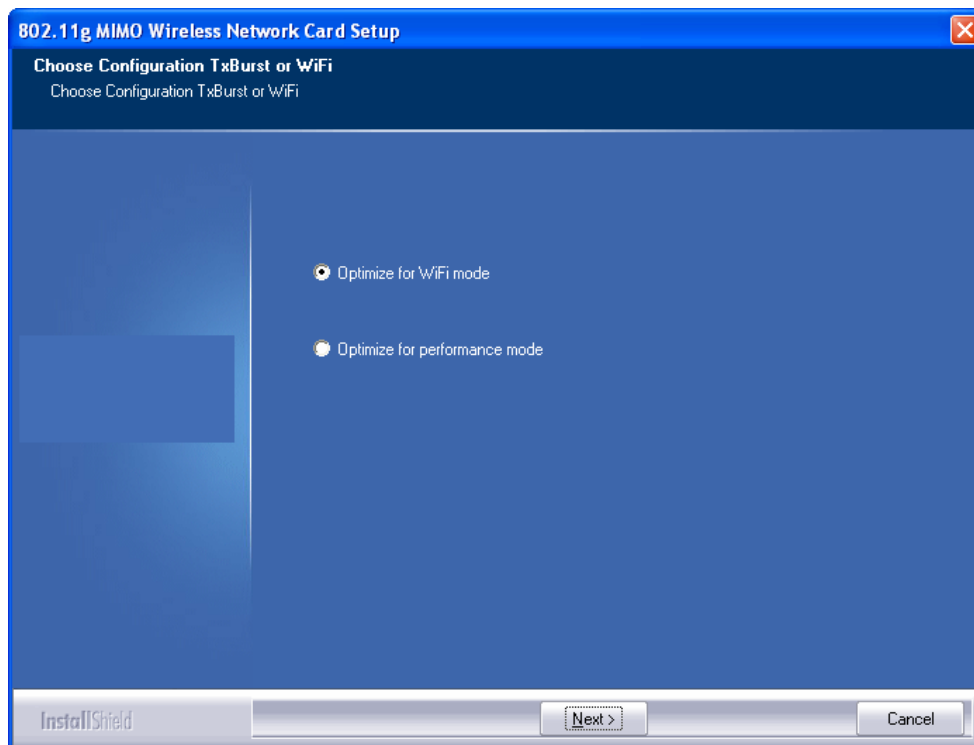 802.11g MIMO Wireless Network Card Setup
Choose Configuration TxBurst or WiFi
Choose Configuration TxBurst or WiFi
Optimize for WiFi mode
Optimize for performance mode
InstallShield
Next >
Cancel